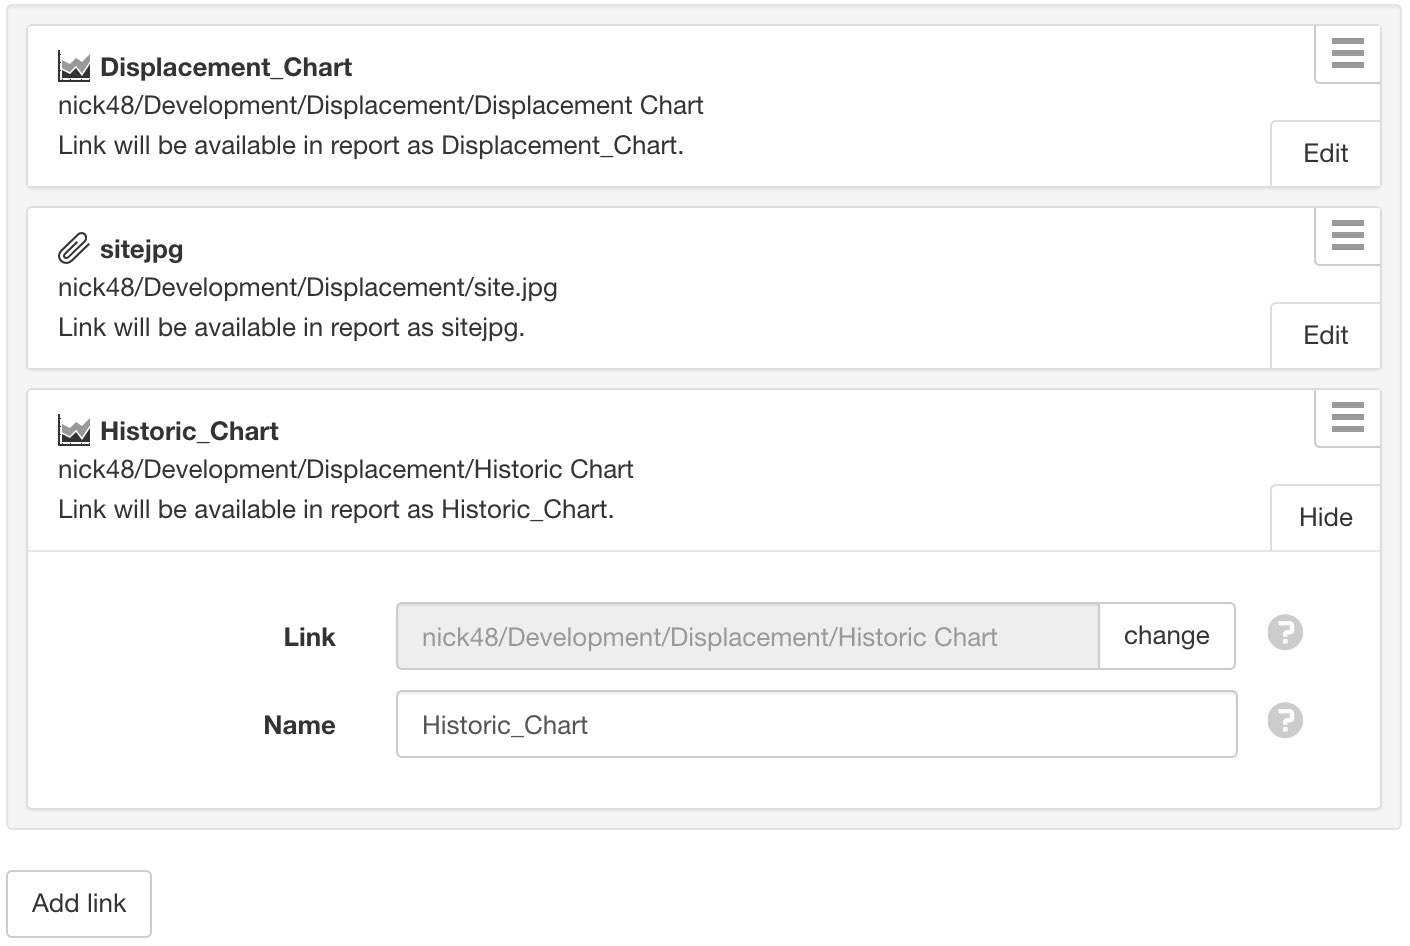 Displacement_Chart
nick48/Development/Displacement/Displacement Chart
Link will be available in report as Displacement_Chart.
Edit
sitejpg
nick48/Development/Displacement/site.jpg
Link will be available in report as sitejpg.
Edit
Historic_Chart
nick48/Development/Displacement/Historic Chart
Link will be available in report as Historic_Chart.
Hide
Link nick48/Development/Displacement/Historic Chart change ?
Name Historic_Chart ?
Add link